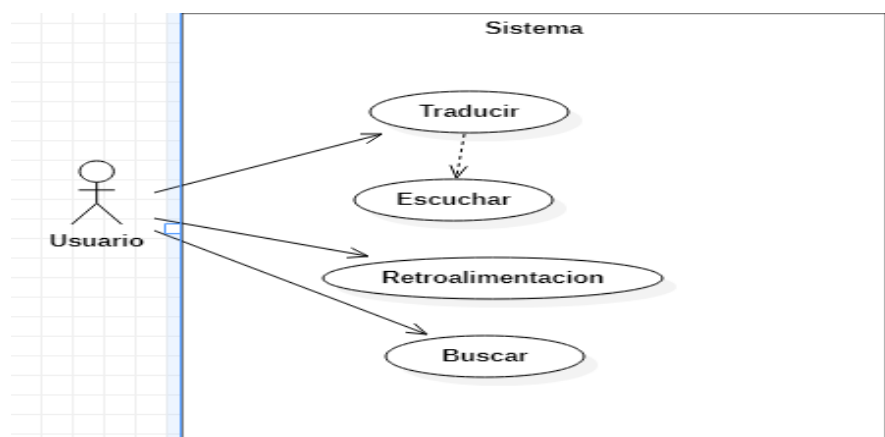 Sistema
Traducir
Escuchar
Usuario
Retroalimentacion
Buscar